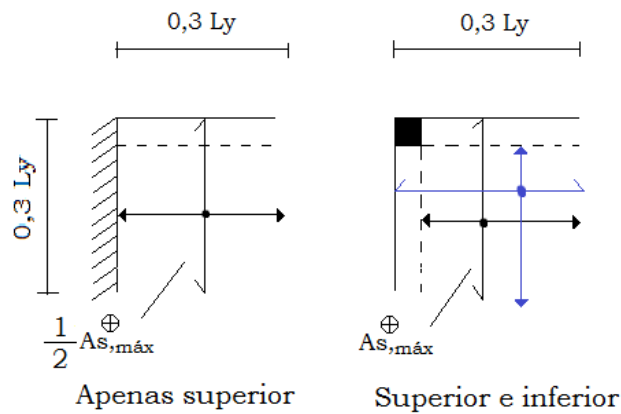 0,3 Ly
0,3 Ly
0,3 Ly
1/2 As,máx
As,máx
Apenas superior
Superior e inferior